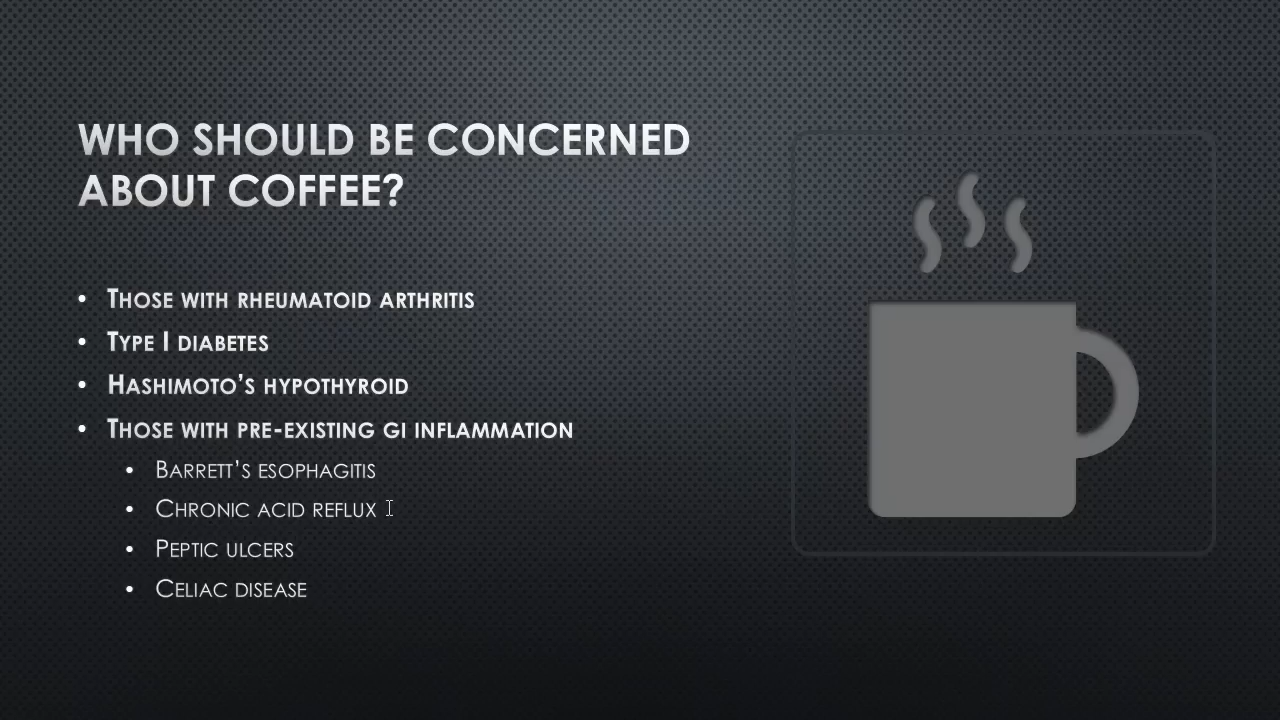 WHO SHOULD BE CONCERNED
ABOUT COFFEE?
• THOSE WITH RHEUMATOID ARTHRITIS
• TYPE I DIABETES
• HASHIMOTO'S HYPOTHYROID
• THOSE WITH PRE-EXISTING GI INFLAMMATION
• BARRETT'S ESOPHAGITIS
• CHRONIC ACID REFLUX
• PEPTIC ULCERS
• CELIAC DISEASE